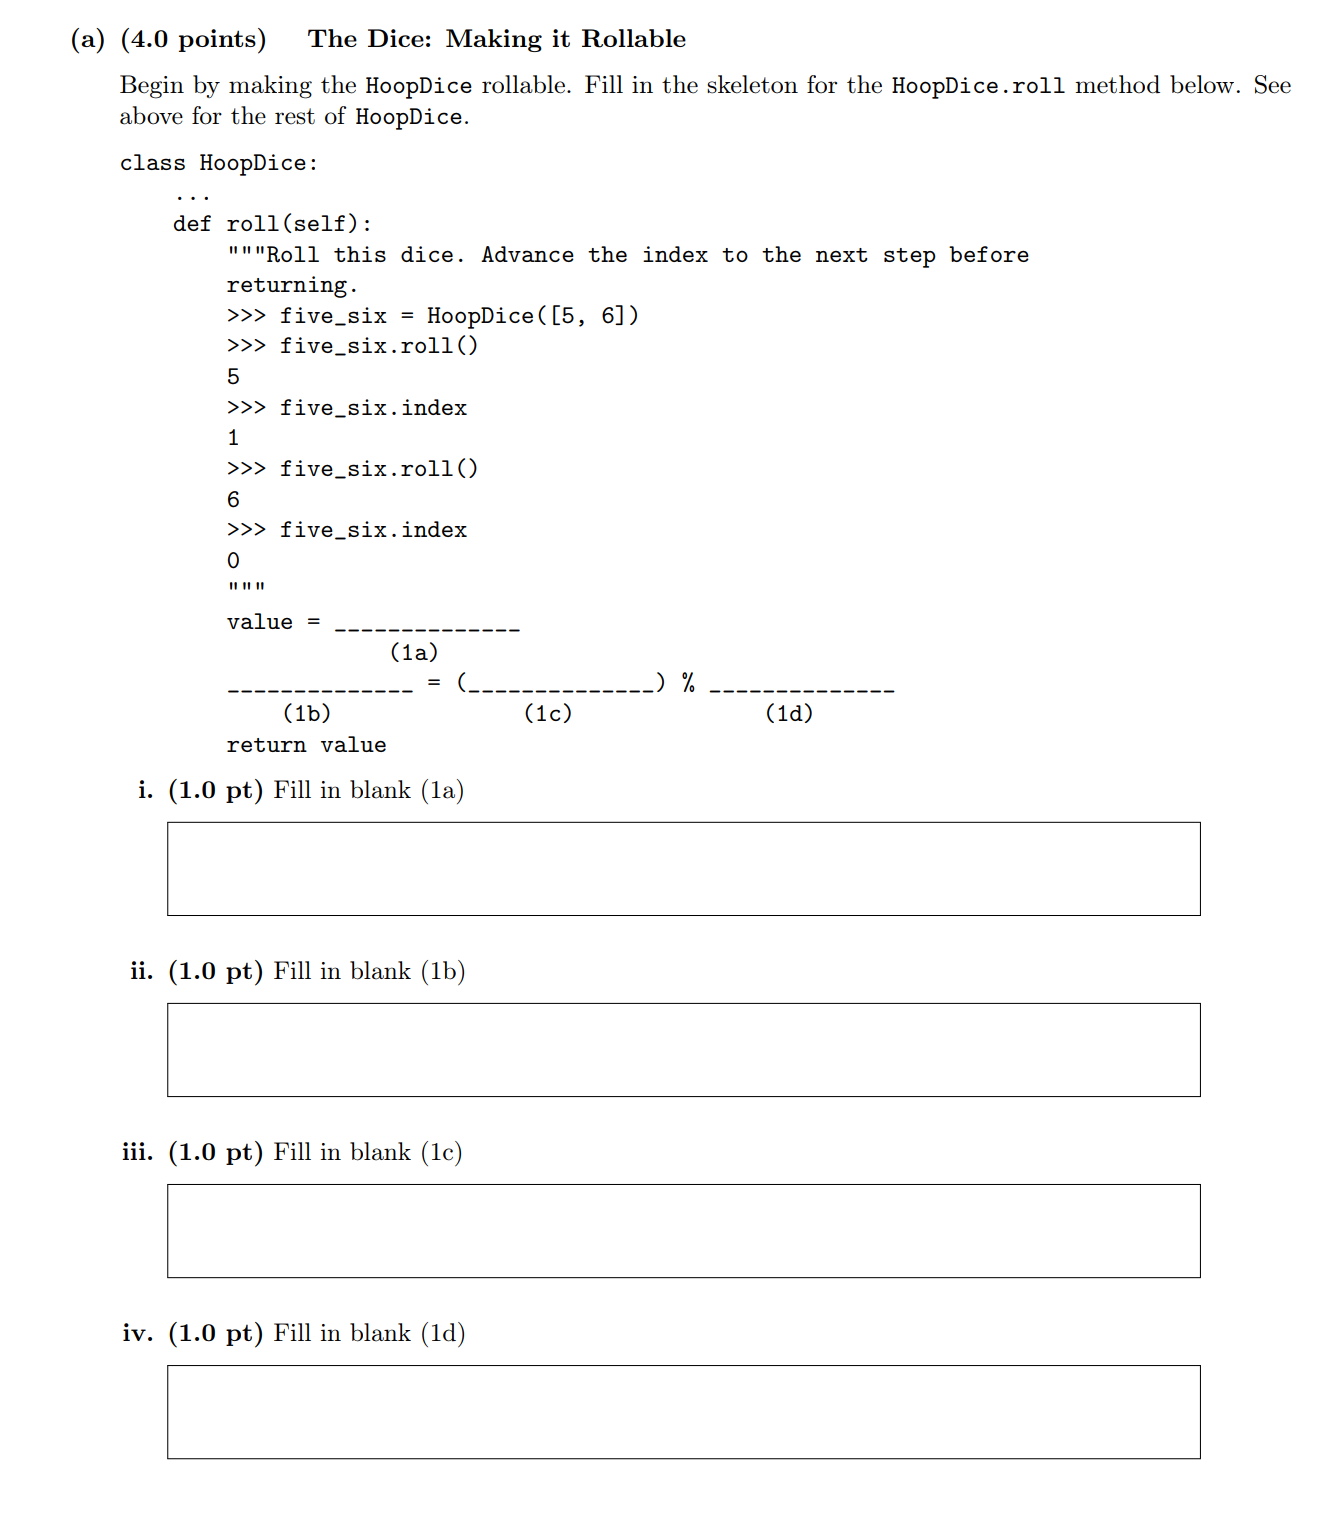 (a) (4.0 points) The Dice: Making it Rollable
Begin by making the HoopDice rollable. Fill in the skeleton for the HoopDice.roll method below. See
above for the rest of HoopDice.
class HoopDice:
    ...
    def roll(self):
        """Roll this dice. Advance the index to the next step before
        returning.
        >>> five_six = HoopDice([5, 6])
        >>> five_six.roll()
        5
        >>> five_six.index
        1
        >>> five_six.roll()
        6
        >>> five_six.index
        0
        """
        value = ______________
                    (1a)
        ______________ = (______________) % ______________
            (1b)              (1c)              (1d)
        return value
i. (1.0 pt) Fill in blank (1a)
ii. (1.0 pt) Fill in blank (1b)
iii. (1.0 pt) Fill in blank (1c)
iv. (1.0 pt) Fill in blank (1d)